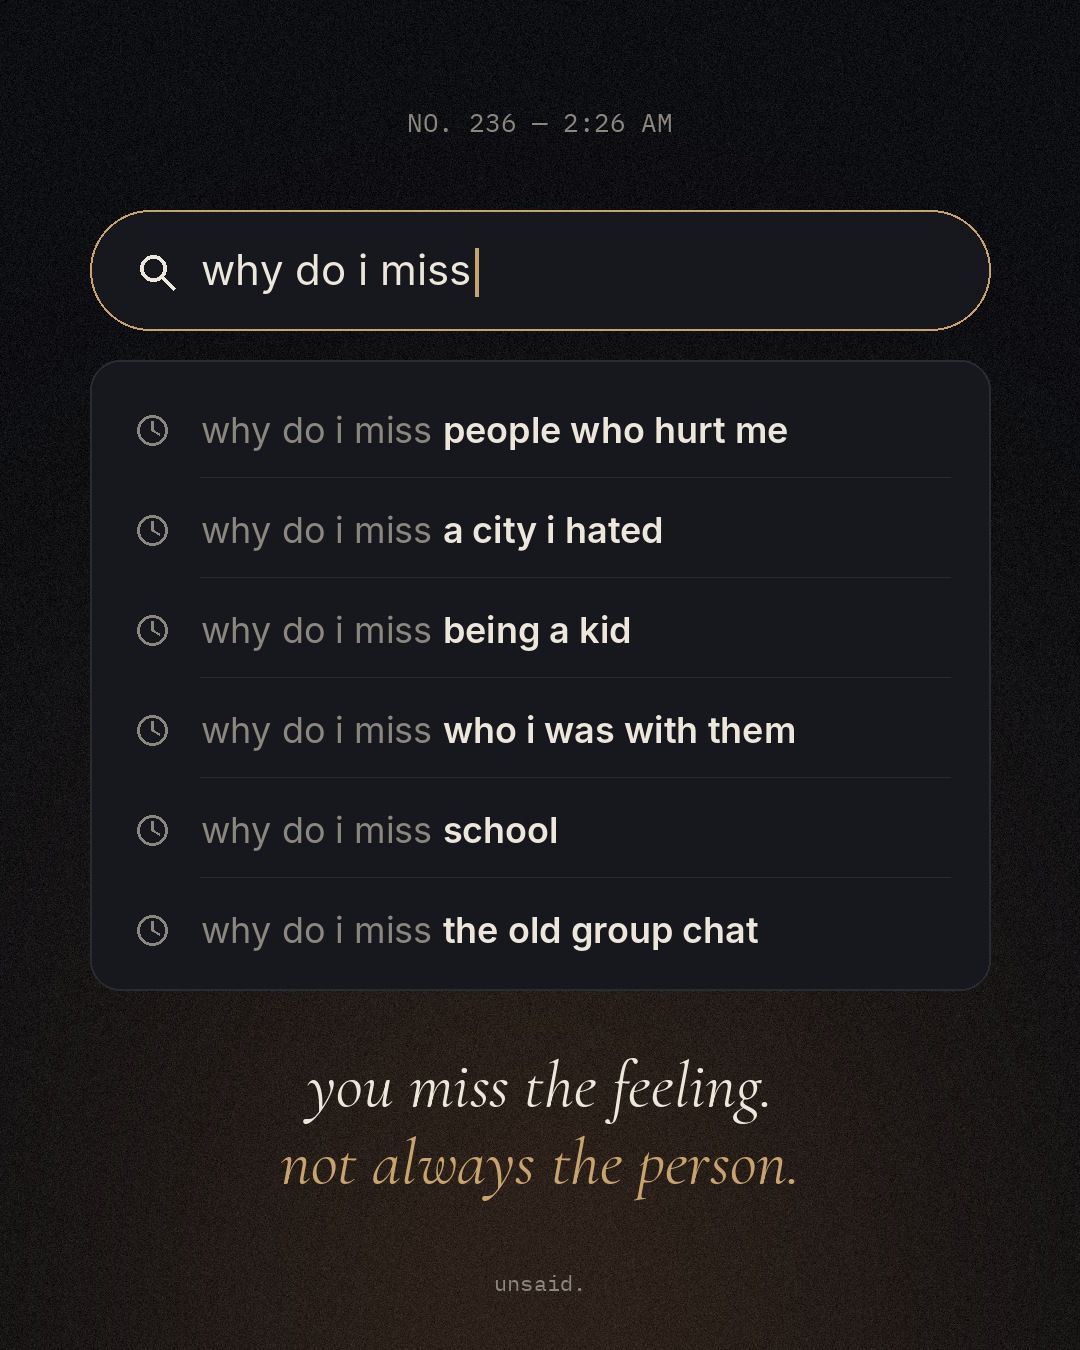 NO. 236 — 2:26 AM
why do i miss
why do i miss people who hurt me
why do i miss a city i hated
why do i miss being a kid
why do i miss who i was with them
why do i miss school
why do i miss the old group chat
you miss the feeling.
not always the person.
unsaid.